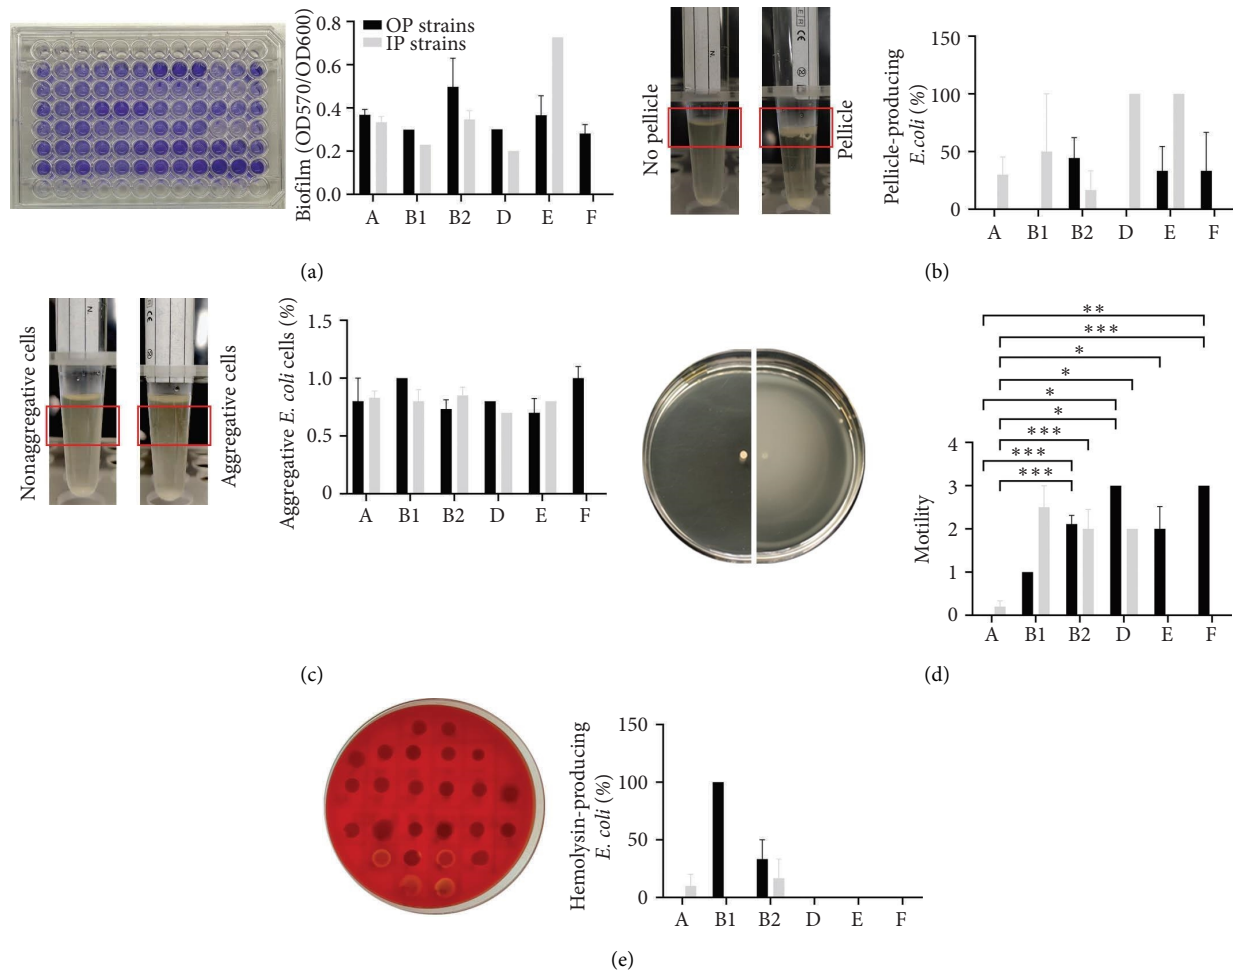 0.8
0.6
0.4
0.2
0.0
Biofilm (OD570/OD600)
OP strains
IP strains
A B1 B2 D E F
(a)
No pellicle
Pellicle
Pellicle-producing
E.coli (%)
150
100
50
0
A B1 B2 D E F
(b)
Nonaggregative cells
Aggregative cells
Aggregative E. coli cells (%)
1.5
1.0
0.5
0
A B1 B2 D E F
(c)
**
***
*
*
*
*
***
***
***
Motility
4
3
2
1
0
A B1 B2 D E F
(d)
Hemolysin-producing
E. coli (%)
150
100
50
0
A B1 B2 D E F
(e)